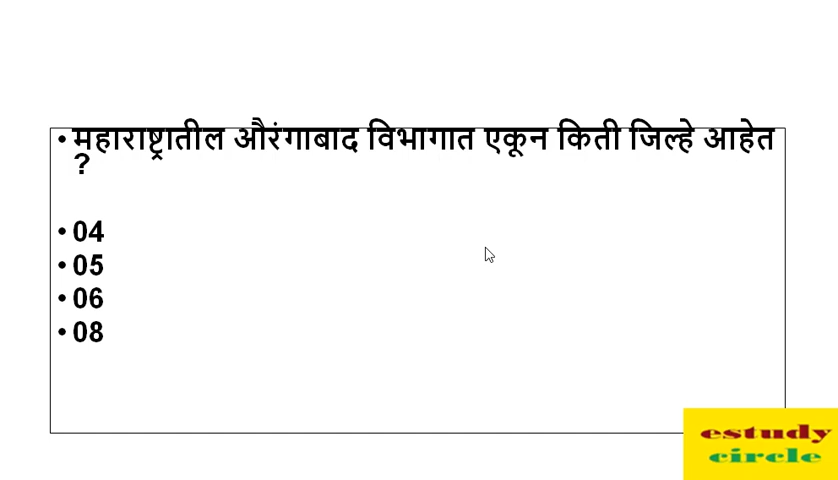 • महाराष्ट्रातील औरंगाबाद विभागात एकून किती जिल्हे आहेत
?
• 04
• 05
• 06
• 08
estudy
circle